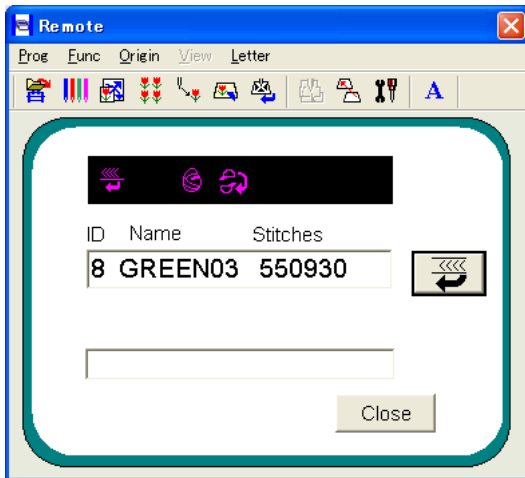 Remote
Prog Func Origin View Letter
A
ID Name Stitches
8 GREEN03 550930
Close